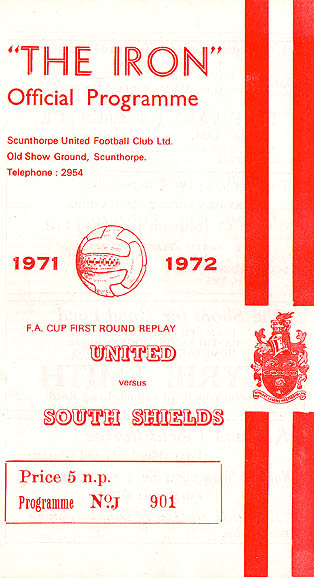 "THE IRON"
Official Programme
Scunthorpe United Football Club Ltd.
Old Show Ground, Scunthorpe.
Telephone : 2954
1971 1972
F.A. CUP FIRST ROUND REPLAY
UNITED
versus
SOUTH SHIELDS
Price 5 n.p.
Programme No. J 901